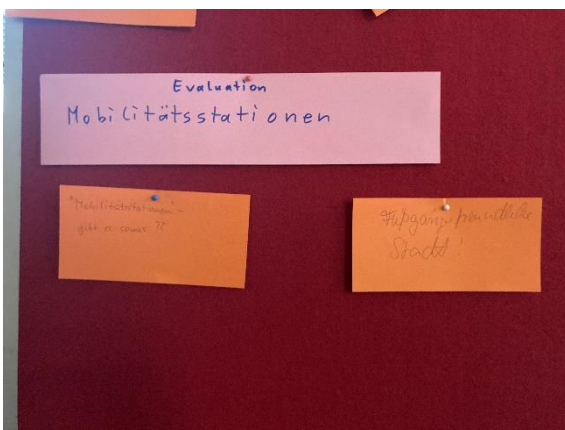 Evaluation
Mobilitätsstationen
"Mobilitätsstationen" -
gibt es sowas ??
Fußgängerfreundliche
Stadt!